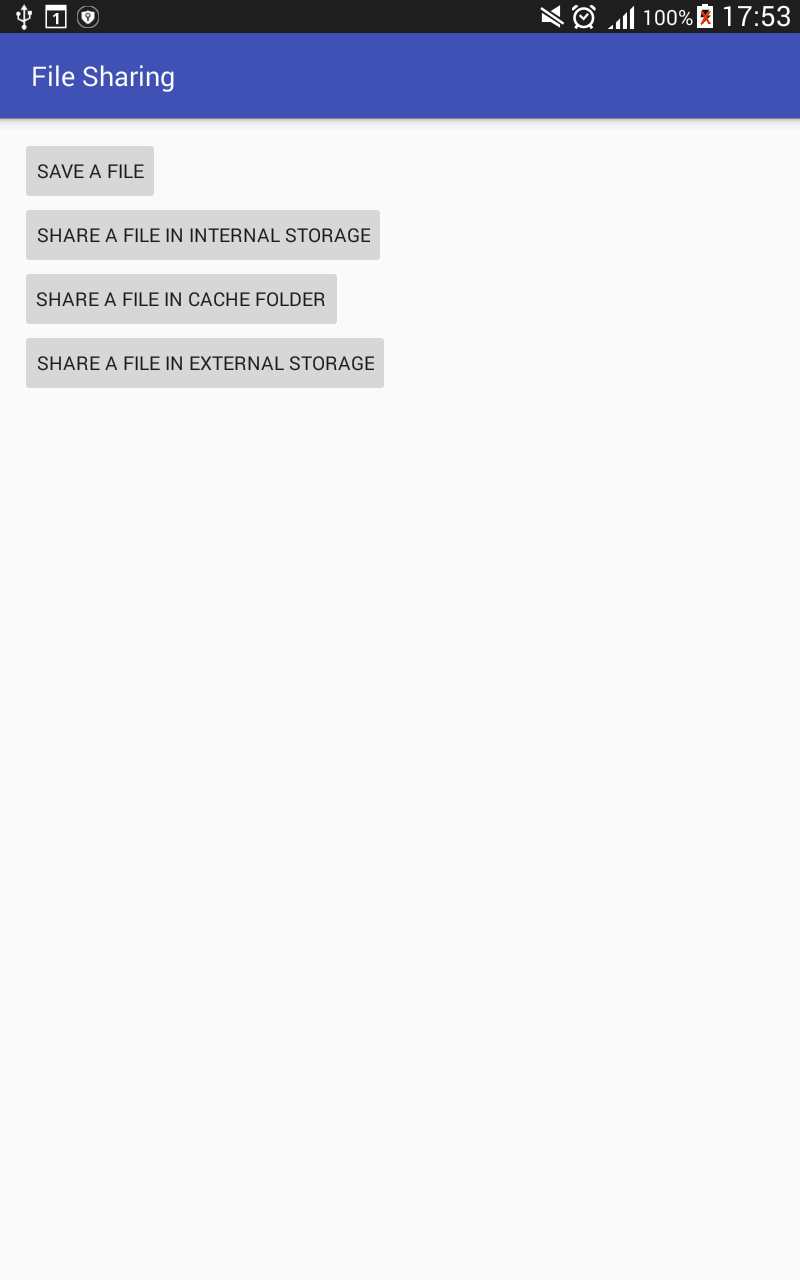 1 100% 17:53
File Sharing
SAVE A FILE
SHARE A FILE IN INTERNAL STORAGE
SHARE A FILE IN CACHE FOLDER
SHARE A FILE IN EXTERNAL STORAGE